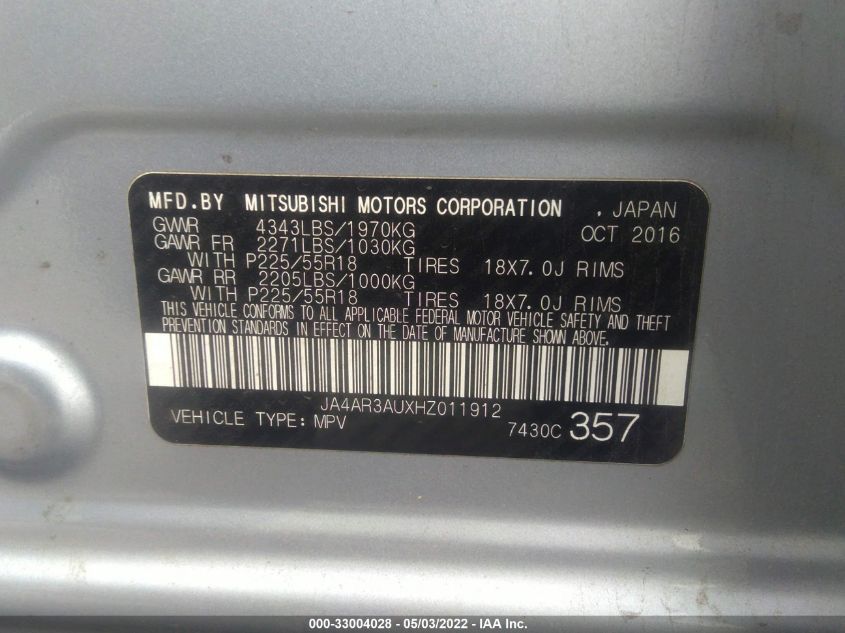 MFD.BY MITSUBISHI MOTORS CORPORATION , JAPAN
GVWR 4343LBS/1970KG OCT 2016
GAWR FR 2271LBS/1030KG
WITH P225/55R18 TIRES 18X7.0J RIMS
GAWR RR 2205LBS/1000KG
WITH P225/55R18 TIRES 18X7.0J RIMS
THIS VEHICLE CONFORMS TO ALL APPLICABLE FEDERAL MOTOR VEHICLE SAFETY AND THEFT
PREVENTION STANDARDS IN EFFECT ON THE DATE OF MANUFACTURE SHOWN ABOVE.
JA4AR3AUXHZ011912
VEHICLE TYPE: MPV 7430C 357
000-33004028 - 05/03/2022 - IAA Inc.